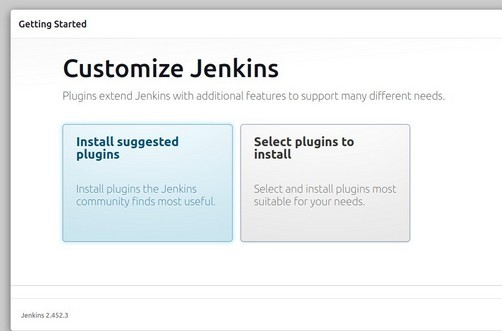 Getting Started
Customize Jenkins
Plugins extend Jenkins with additional features to support many different needs.
Install suggested
plugins
Install plugins the Jenkins
community finds most useful.
Select plugins to
install
Select and install plugins most
suitable for your needs.
Jenkins 2.452.3